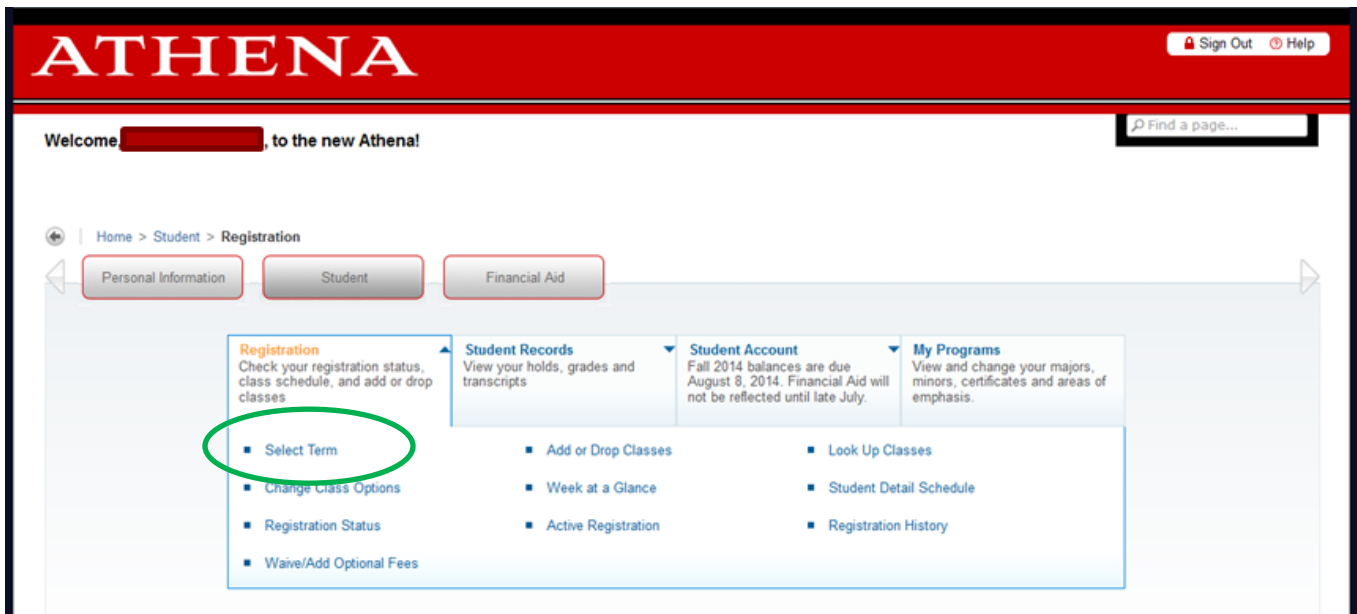 ATHENA
Sign Out Help
Find a page...
Welcome, , to the new Athena!
Home > Student > Registration
Personal Information
Student
Financial Aid
Registration
Check your registration status,
class schedule, and add or drop
classes
Student Records
View your holds, grades and
transcripts
Student Account
Fall 2014 balances are due
August 8, 2014. Financial Aid will
not be reflected until late July.
My Programs
View and change your majors,
minors, certificates and areas of
emphasis.
Select Term
Add or Drop Classes
Look Up Classes
Change Class Options
Week at a Glance
Student Detail Schedule
Registration Status
Active Registration
Registration History
Waive/Add Optional Fees